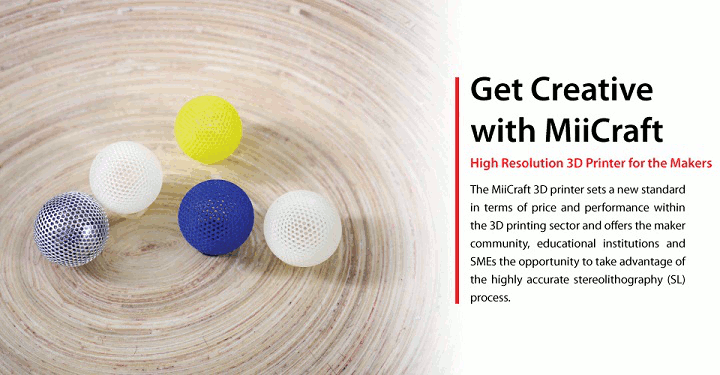 Get Creative
with MiiCraft
High Resolution 3D Printer for the Makers
The MiiCraft 3D printer sets a new standard
in terms of price and performance within
the 3D printing sector and offers the maker
community, educational institutions and
SMEs the opportunity to take advantage of
the highly accurate stereolithography (SL)
process.